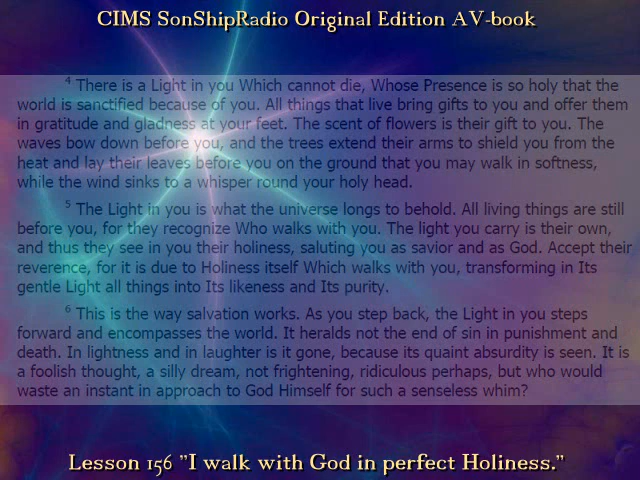 CIMS SonShipRadio Original Edition AV-book
4 There is a Light in you Which cannot die, Whose Presence is so holy that the
world is sanctified because of you. All things that live bring gifts to you and offer them
in gratitude and gladness at your feet. The scent of flowers is their gift to you. The
waves bow down before you, and the trees extend their arms to shield you from the
heat and lay their leaves before you on the ground that you may walk in softness,
while the wind sinks to a whisper round your holy head.
5 The Light in you is what the universe longs to behold. All living things are still
before you, for they recognize Who walks with you. The light you carry is their own,
and thus they see in you their holiness, saluting you as savior and as God. Accept their
reverence, for it is due to Holiness itself Which walks with you, transforming in Its
gentle Light all things into Its likeness and Its purity.
6 This is the way salvation works. As you step back, the Light in you steps
forward and encompasses the world. It heralds not the end of sin in punishment and
death. In lightness and in laughter is it gone, because its quaint absurdity is seen. It is
a foolish thought, a silly dream, not frightening, ridiculous perhaps, but who would
waste an instant in approach to God Himself for such a senseless whim?
Lesson 156 "I walk with God in perfect Holiness."